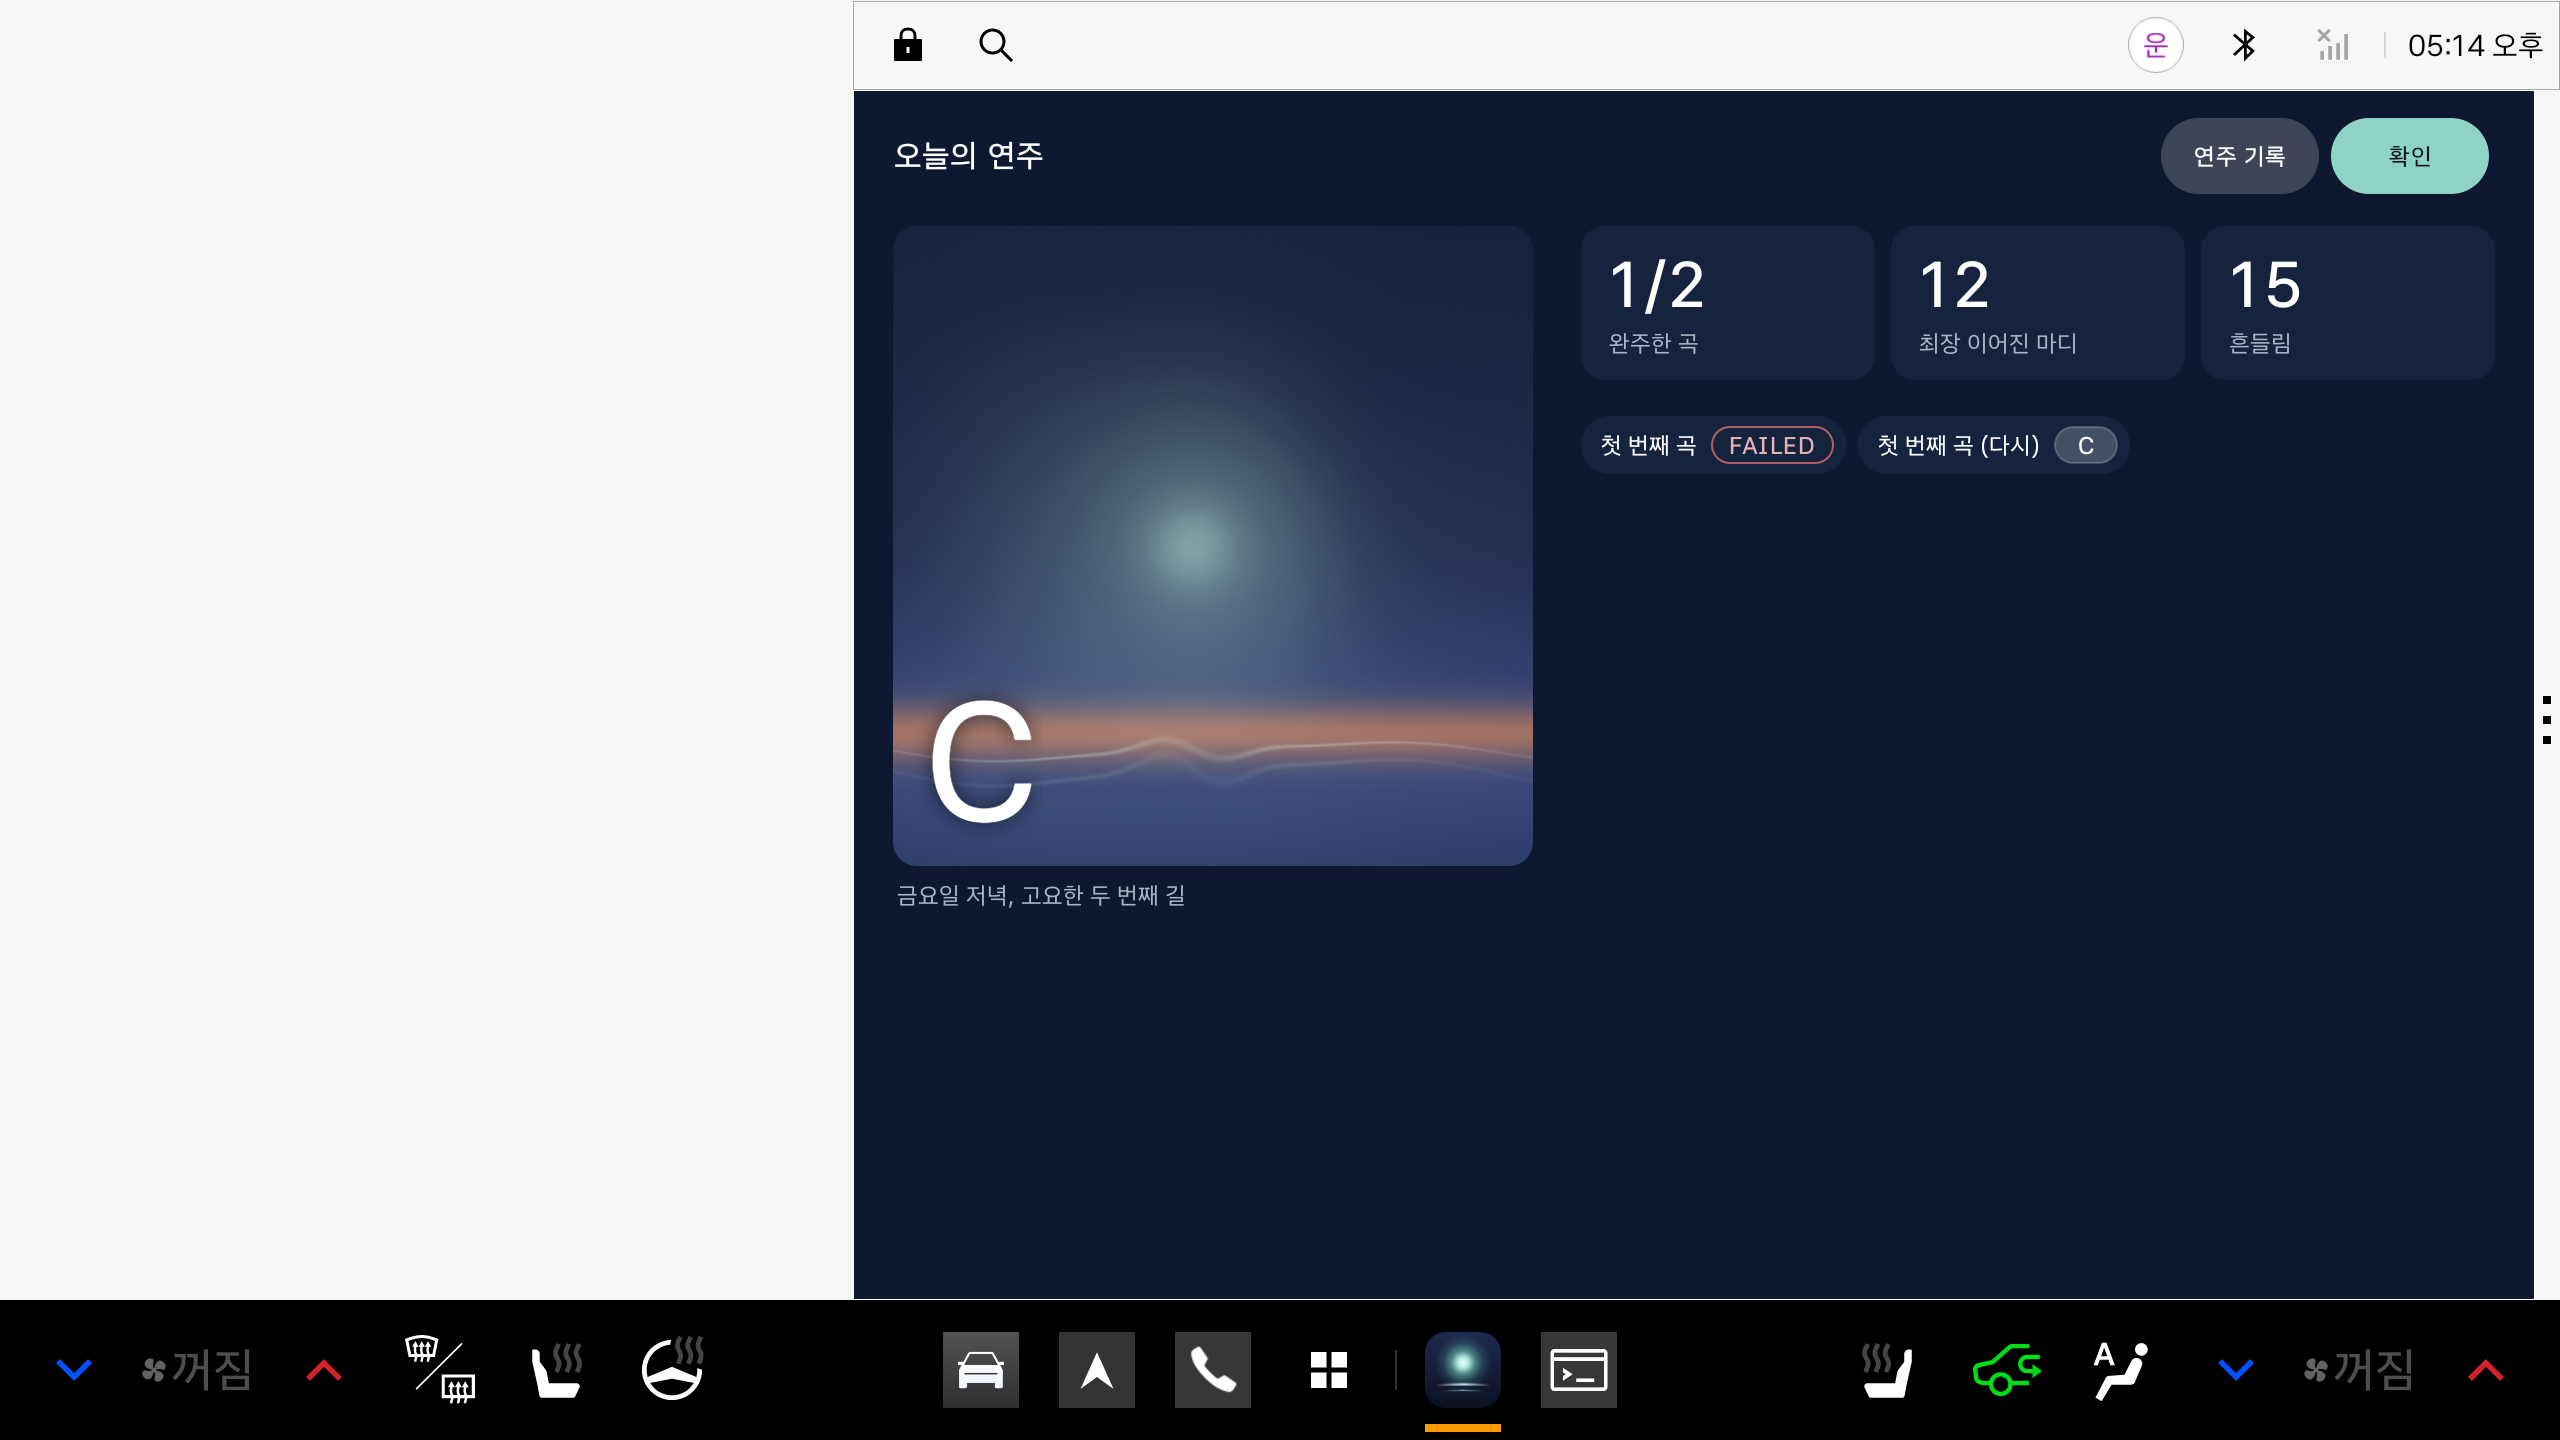 운
05:14 오후
오늘의 연주
연주 기록
확인
1/2
완주한 곡
12
최장 이어진 마디
15
흔들림
첫 번째 곡 FAILED
첫 번째 곡 (다시) C
C
금요일 저녁, 고요한 두 번째 길
꺼짐
A
꺼짐